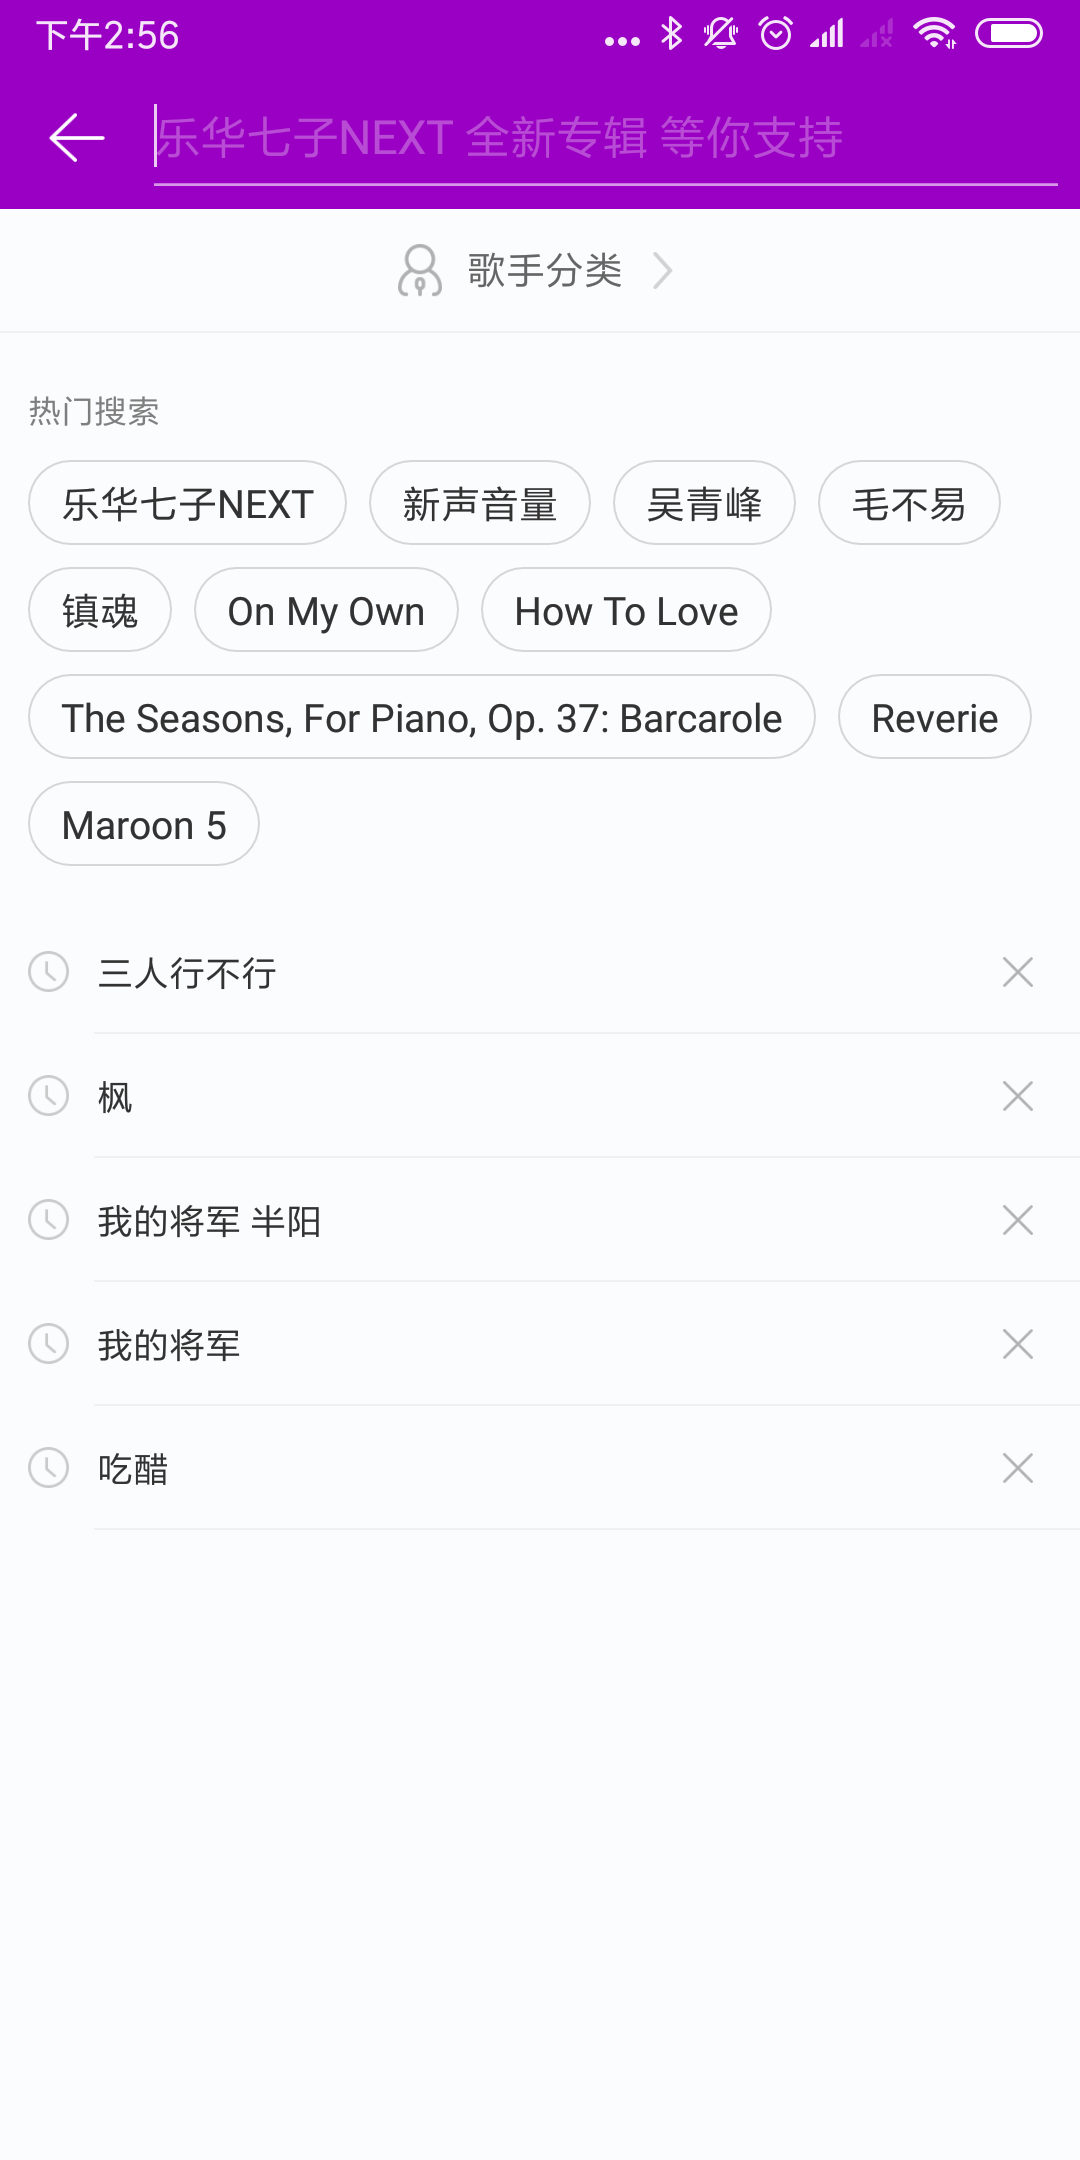 下午2:56
乐华七子NEXT 全新专辑 等你支持
歌手分类
热门搜索
乐华七子NEXT 新声音量 吴青峰 毛不易
镇魂 On My Own How To Love
The Seasons, For Piano, Op. 37: Barcarole Reverie
Maroon 5
三人行不行
枫
我的将军 半阳
我的将军
吃醋